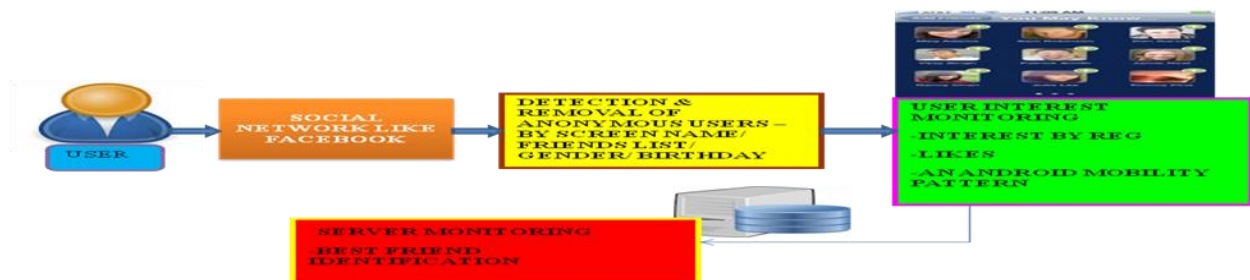 You May Know...
USER
SOCIAL
NETWORK LIKE
FACEBOOK
DETECTION &
REMOVAL OF
ANONYMOUS USERS –
BY SCREEN NAME/
FRIENDS LIST/
GENDER/ BIRTHDAY
USER INTEREST
MONITORING
-INTEREST BY REG
-LIKES
-AN ANDROID MOBILITY
PATTERN
SERVER MONITORING
-BEST FRIEND
IDENTIFICATION